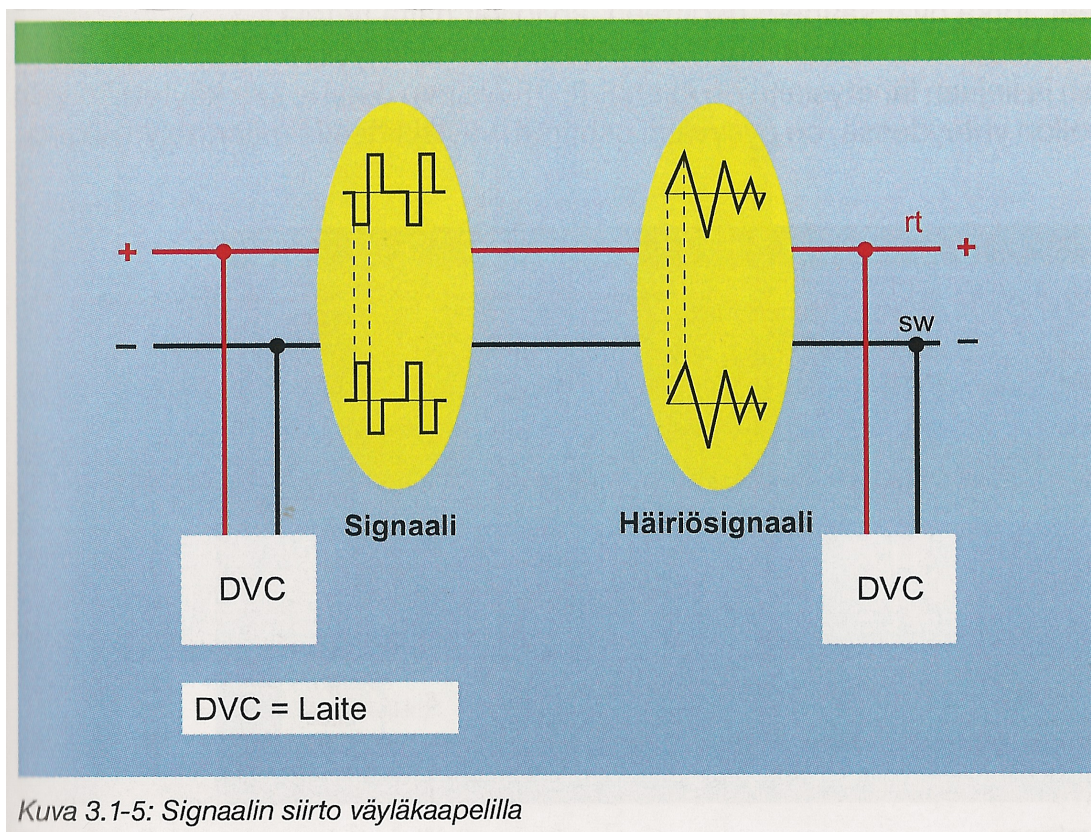 rt
+
+
sw
–
–
Signaali
Häiriösignaali
DVC
DVC
DVC = Laite
Kuva 3.1-5: Signaalin siirto väyläkaapelilla